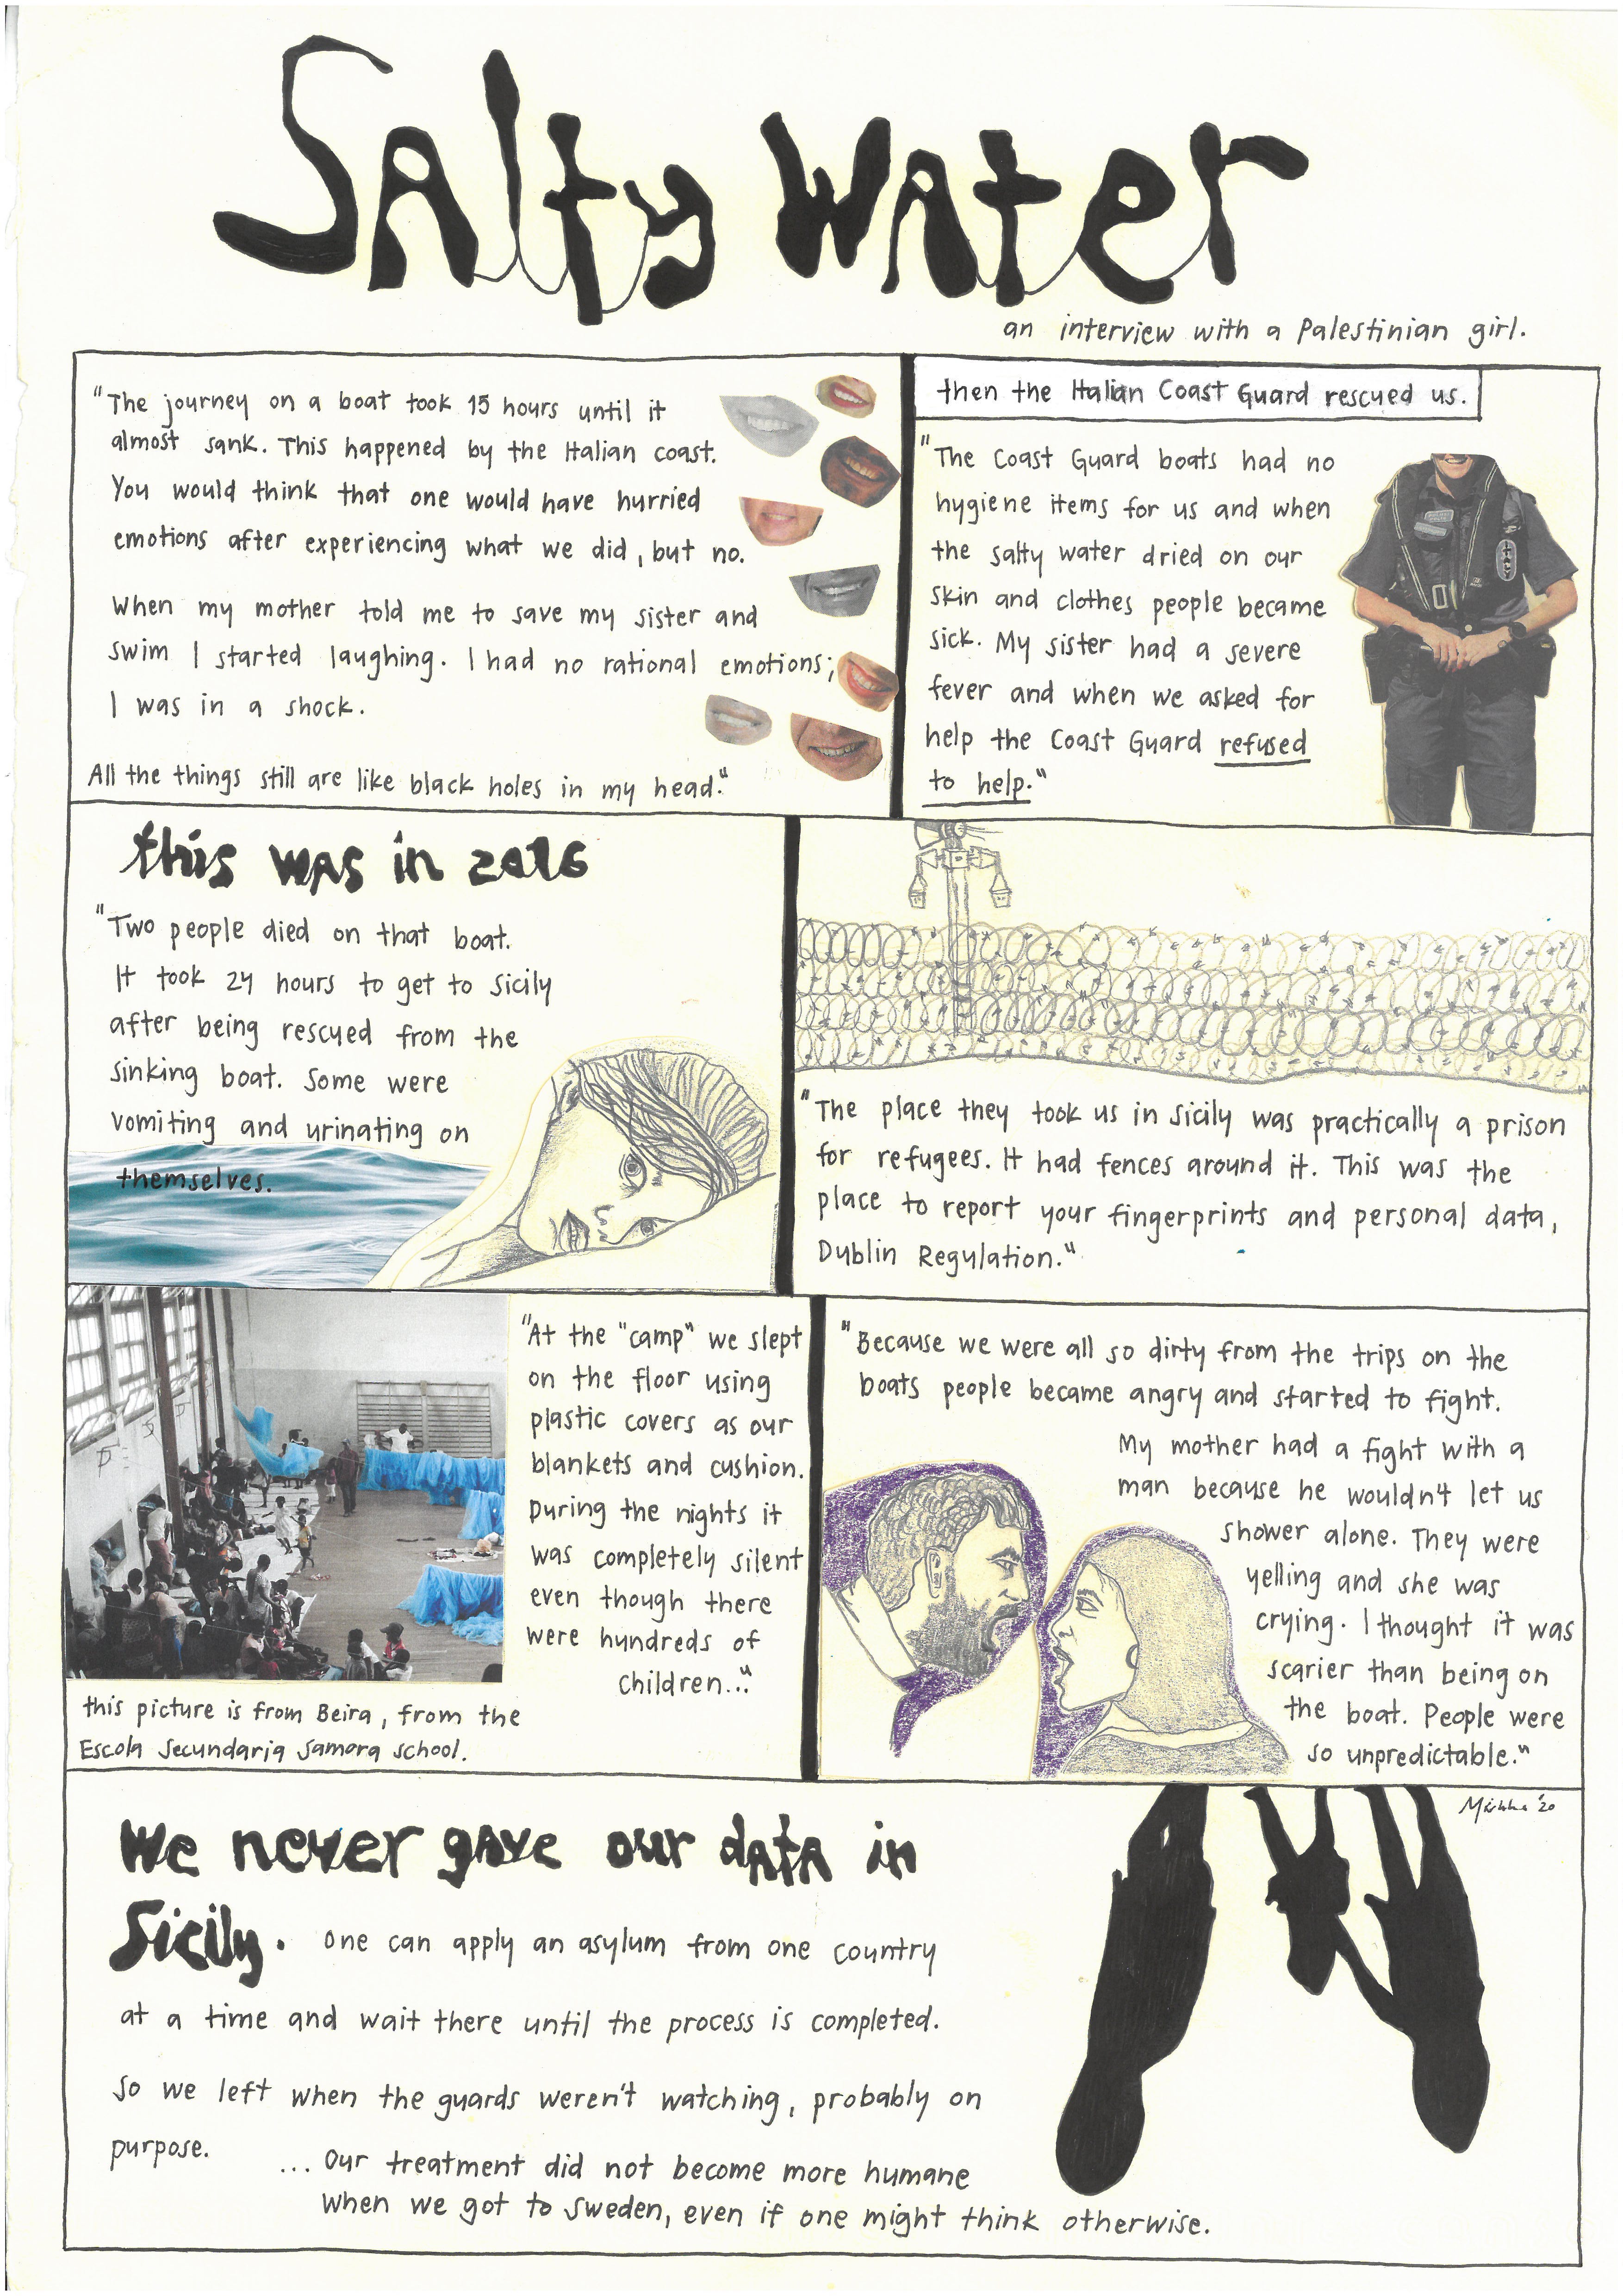 Salty Water
an interview with a Palestinian girl.
"The journey on a boat took 15 hours until it
almost sank. This happened by the Italian coast.
You would think that one would have hurried
emotions after experiencing what we did, but no.
When my mother told me to save my sister and
swim I started laughing. I had no rational emotions;
I was in a shock.
All the things still are like black holes in my head."
then the Italian Coast Guard rescued us.
"The Coast Guard boats had no
hygiene items for us and when
the salty water dried on our
skin and clothes people became
sick. My sister had a severe
fever and when we asked for
help the Coast Guard refused
to help."
ITALY
this was in 2016
"Two people died on that boat.
It took 24 hours to get to Sicily
after being rescued from the
sinking boat. Some were
vomiting and urinating on
themselves.
"The place they took us in Sicily was practically a prison
for refugees. It had fences around it. This was the
place to report your fingerprints and personal data,
Dublin Regulation."
"At the "camp" we slept
on the floor using
plastic covers as our
blankets and cushion.
During the nights it
was completely silent
even though there
were hundreds of
children..."
this picture is from Beira, from the
Escola Secundaria Samora school.
"Because we were all so dirty from the trips on the
boats people became angry and started to fight.
My mother had a fight with a
man because he wouldn't let us
shower alone. They were
yelling and she was
crying. I thought it was
scarier than being on
the boat. People were
so unpredictable."
We never gave our data in
Sicily. One can apply an asylum from one country
at a time and wait there until the process is completed.
So we left when the guards weren't watching, probably on
purpose.
... Our treatment did not become more humane
when we got to Sweden, even if one might think otherwise.
'20